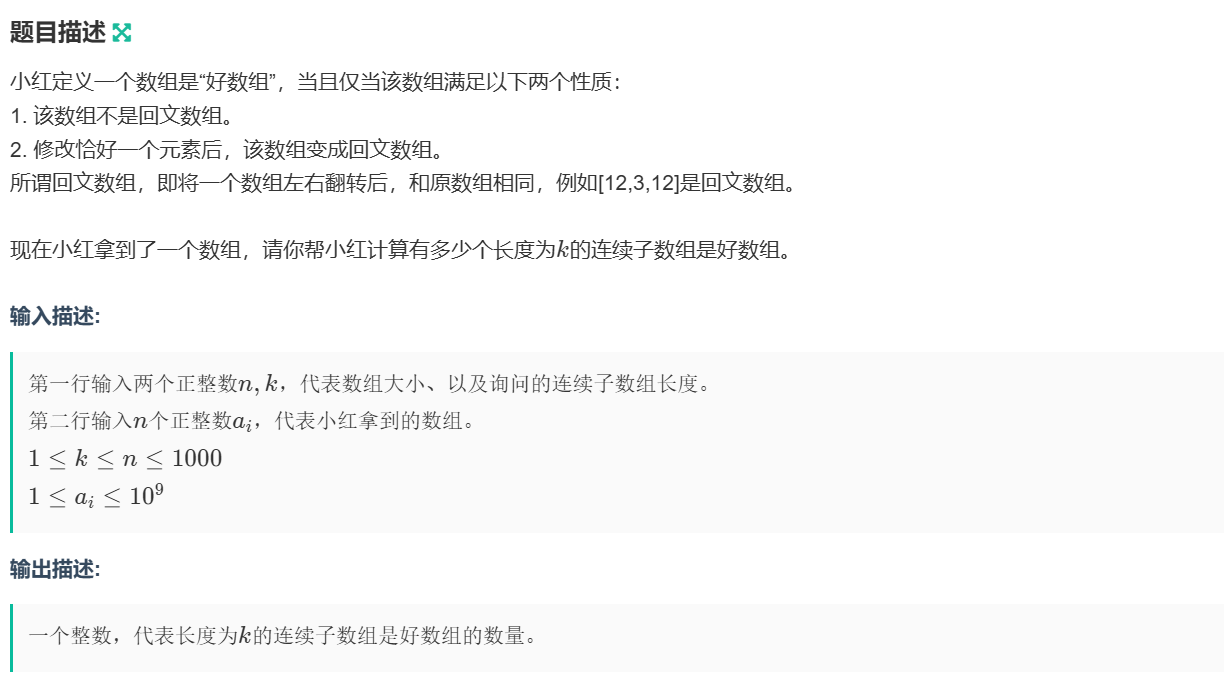 题目描述
小红定义一个数组是“好数组”，当且仅当该数组满足以下两个性质：
1. 该数组不是回文数组。
2. 修改恰好一个元素后，该数组变成回文数组。
所谓回文数组，即将一个数组左右翻转后，和原数组相同，例如[12,3,12]是回文数组。
现在小红拿到了一个数组，请你帮小红计算有多少个长度为k的连续子数组是好数组。
输入描述:
第一行输入两个正整数n, k，代表数组大小、以及询问的连续子数组长度。
第二行输入n个正整数aᵢ，代表小红拿到的数组。
1 ≤ k ≤ n ≤ 1000
1 ≤ aᵢ ≤ 10⁹
输出描述:
一个整数，代表长度为k的连续子数组是好数组的数量。